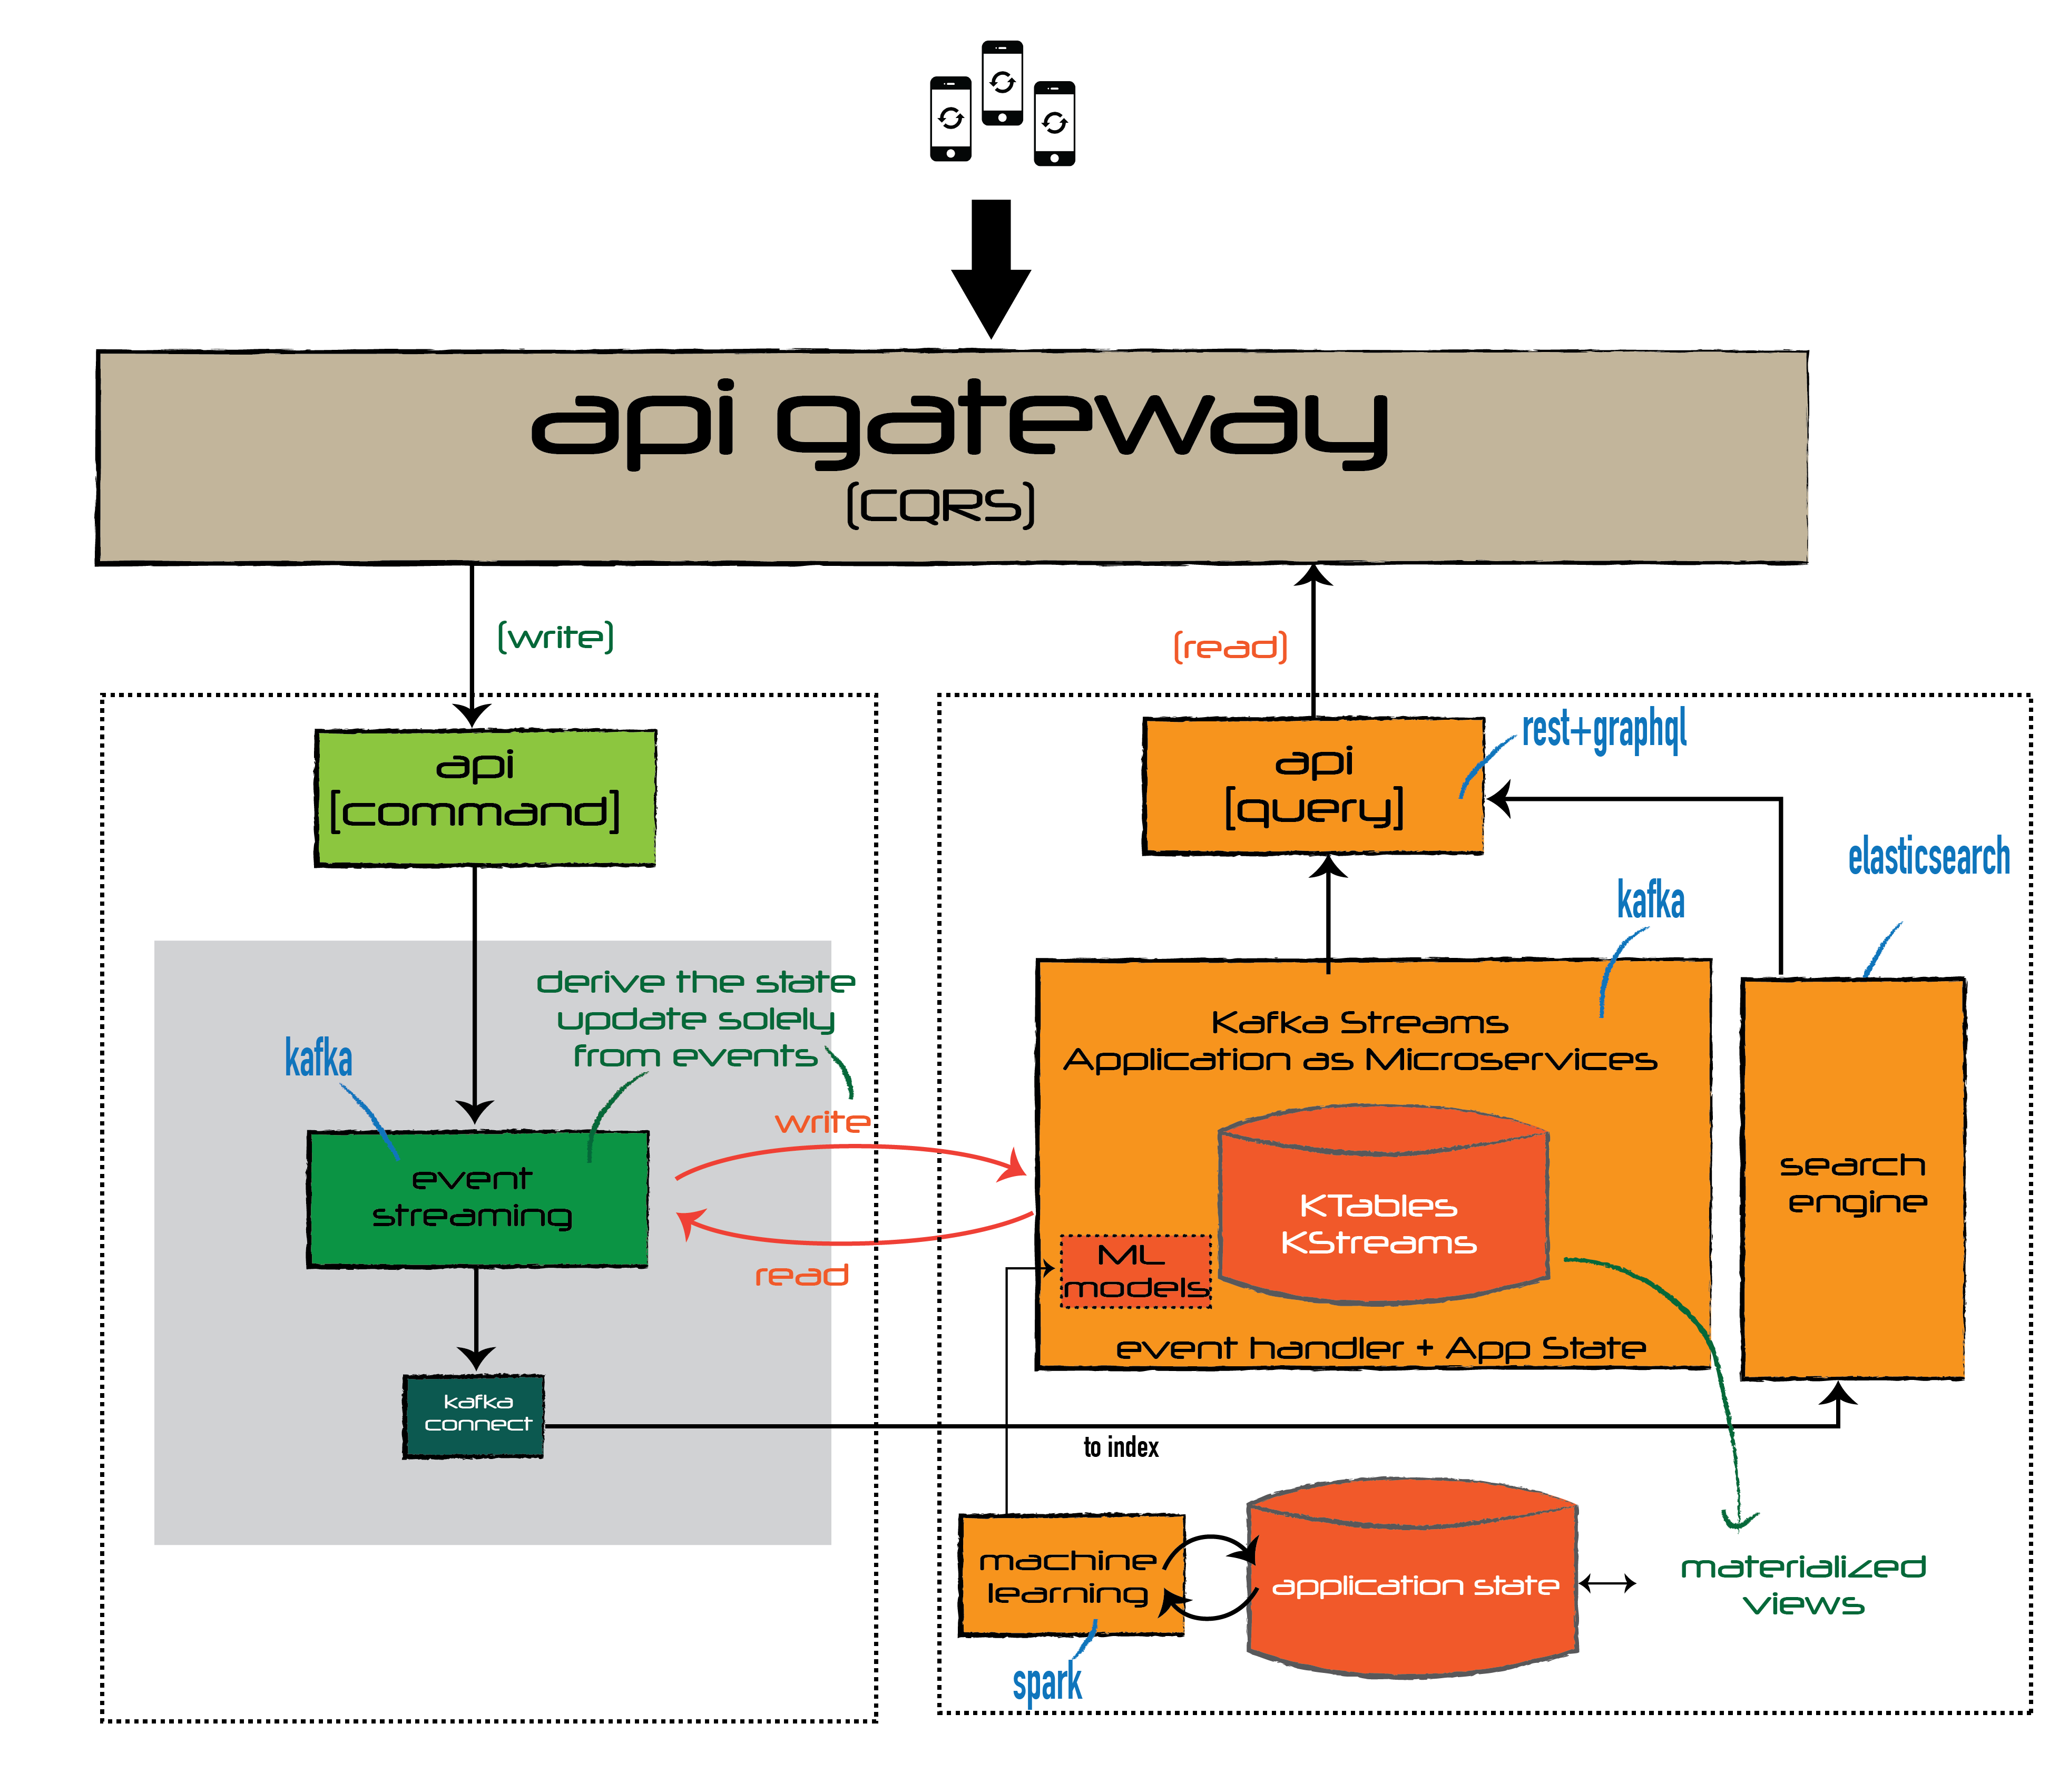 api gateway
(CQRS)
(write)
(read)
api
[command]
api
[query]
rest+graphql
elasticsearch
kafka
derive the state
update solely
from events
kafka
write
event
streaming
read
kafka
connect
Kafka Streams
Application as Microservices
KTables
KStreams
ML
models
event handler + App State
search
engine
to index
machine
learning
spark
application state
materialized
views